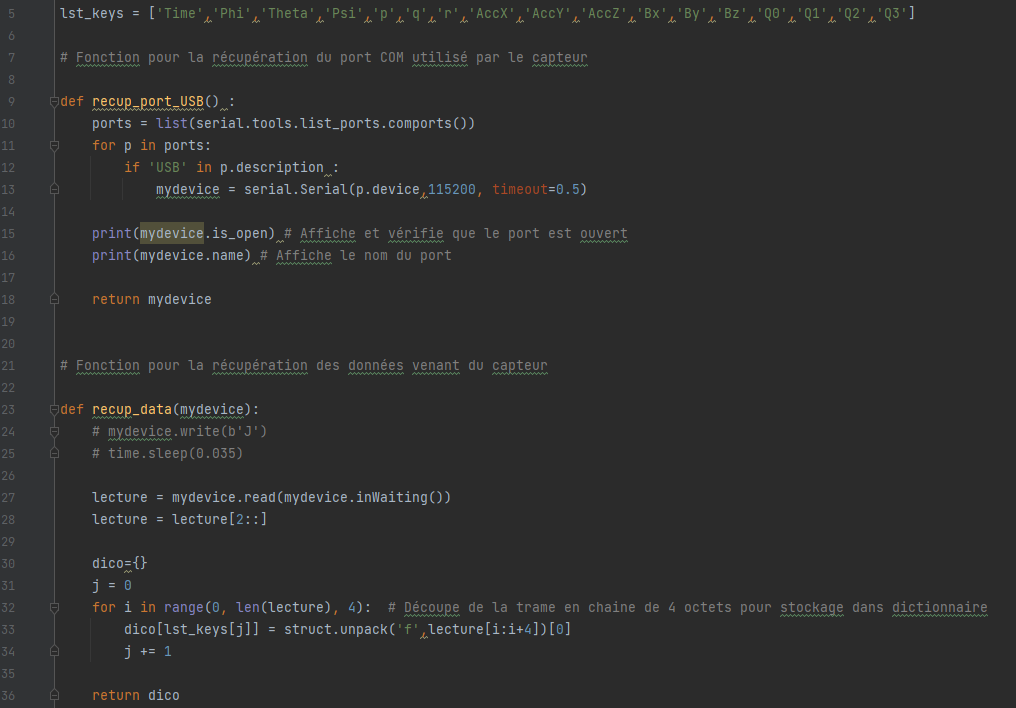 5 lst_keys = ['Time','Phi','Theta','Psi','p','q','r','AccX','AccY','AccZ','Bx','By','Bz','Q0','Q1','Q2','Q3']
6
7 # Fonction pour la récupération du port COM utilisé par le capteur
8
9 def recup_port_USB() :
10     ports = list(serial.tools.list_ports.comports())
11     for p in ports:
12         if 'USB' in p.description :
13             mydevice = serial.Serial(p.device,115200, timeout=0.5)
14
15     print(mydevice.is_open) # Affiche et vérifie que le port est ouvert
16     print(mydevice.name) # Affiche le nom du port
17
18     return mydevice
19
20
21 # Fonction pour la récupération des données venant du capteur
22
23 def recup_data(mydevice):
24     # mydevice.write(b'J')
25     # time.sleep(0.035)
26
27     lecture = mydevice.read(mydevice.inWaiting())
28     lecture = lecture[2::]
29
30     dico={}
31     j = 0
32     for i in range(0, len(lecture), 4):  # Découpe de la trame en chaine de 4 octets pour stockage dans dictionnaire
33         dico[lst_keys[j]] = struct.unpack('f',lecture[i:i+4])[0]
34         j += 1
35
36     return dico